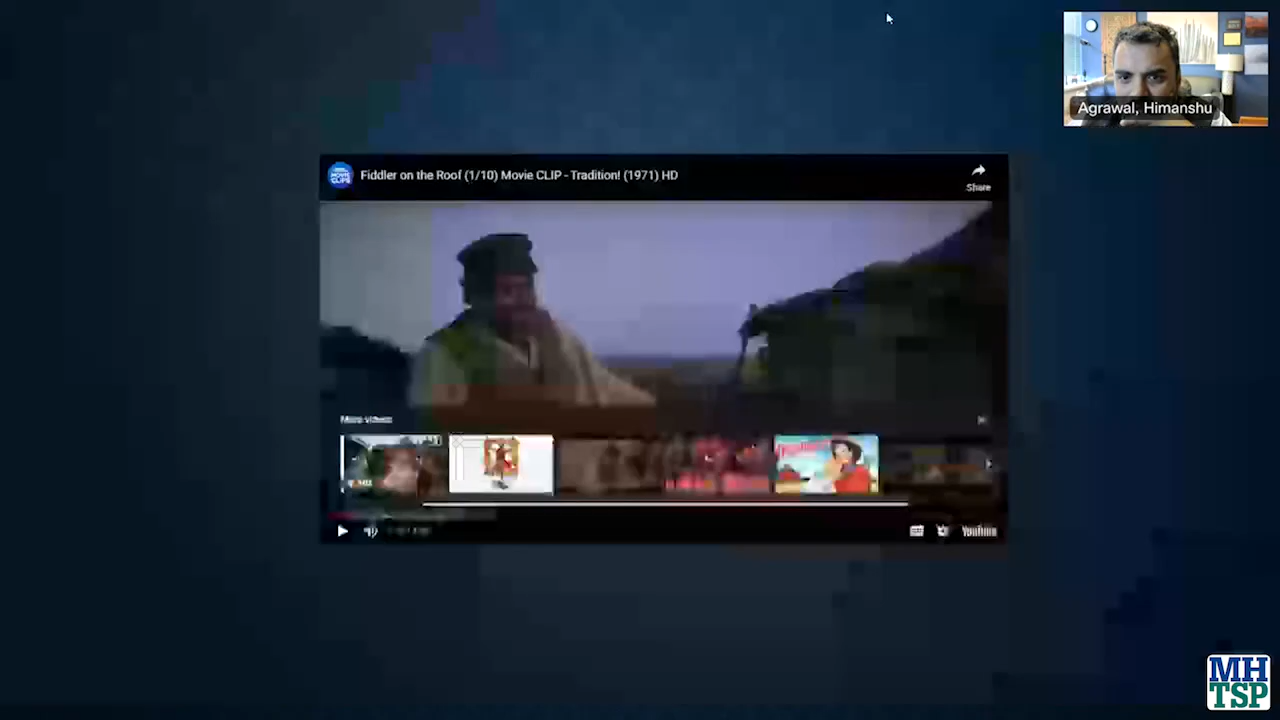 Agrawal, Himanshu
Fiddler on the Roof (1/10) Movie CLIP - Tradition! (1971) HD
Share
More videos
YouTube
MH
TSP